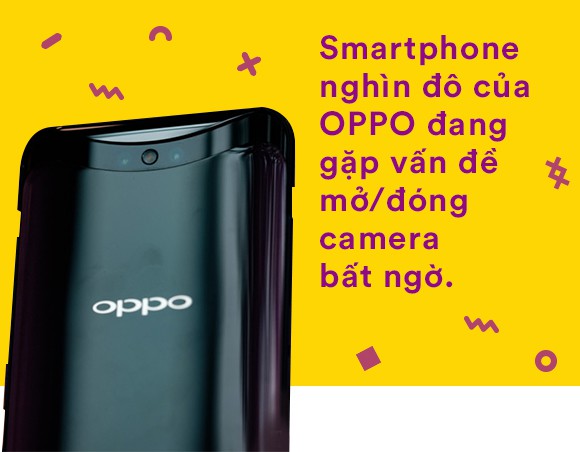 Smartphone
nghìn đô của
OPPO đang
gặp vấn đề
mở/đóng
camera
bất ngờ.
oppo